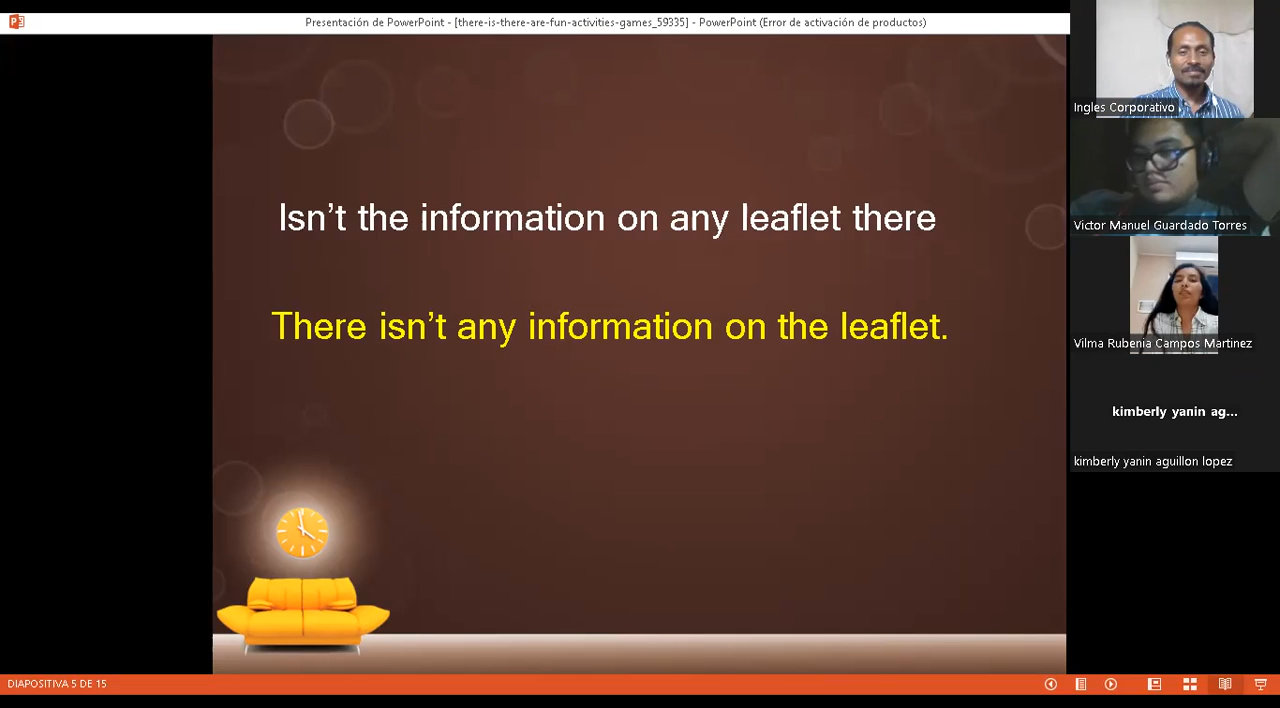 Presentación de PowerPoint - [there-is-there-are-fun-activities-games_59335] - PowerPoint (Error de activación de productos)
Isn't the information on any leaflet there
There isn't any information on the leaflet.
Ingles Corporativo
Victor Manuel Guardado Torres
Vilma Rubenia Campos Martinez
kimberly yanin ag...
kimberly yanin aguillon lopez
DIAPOSITIVA 5 DE 15